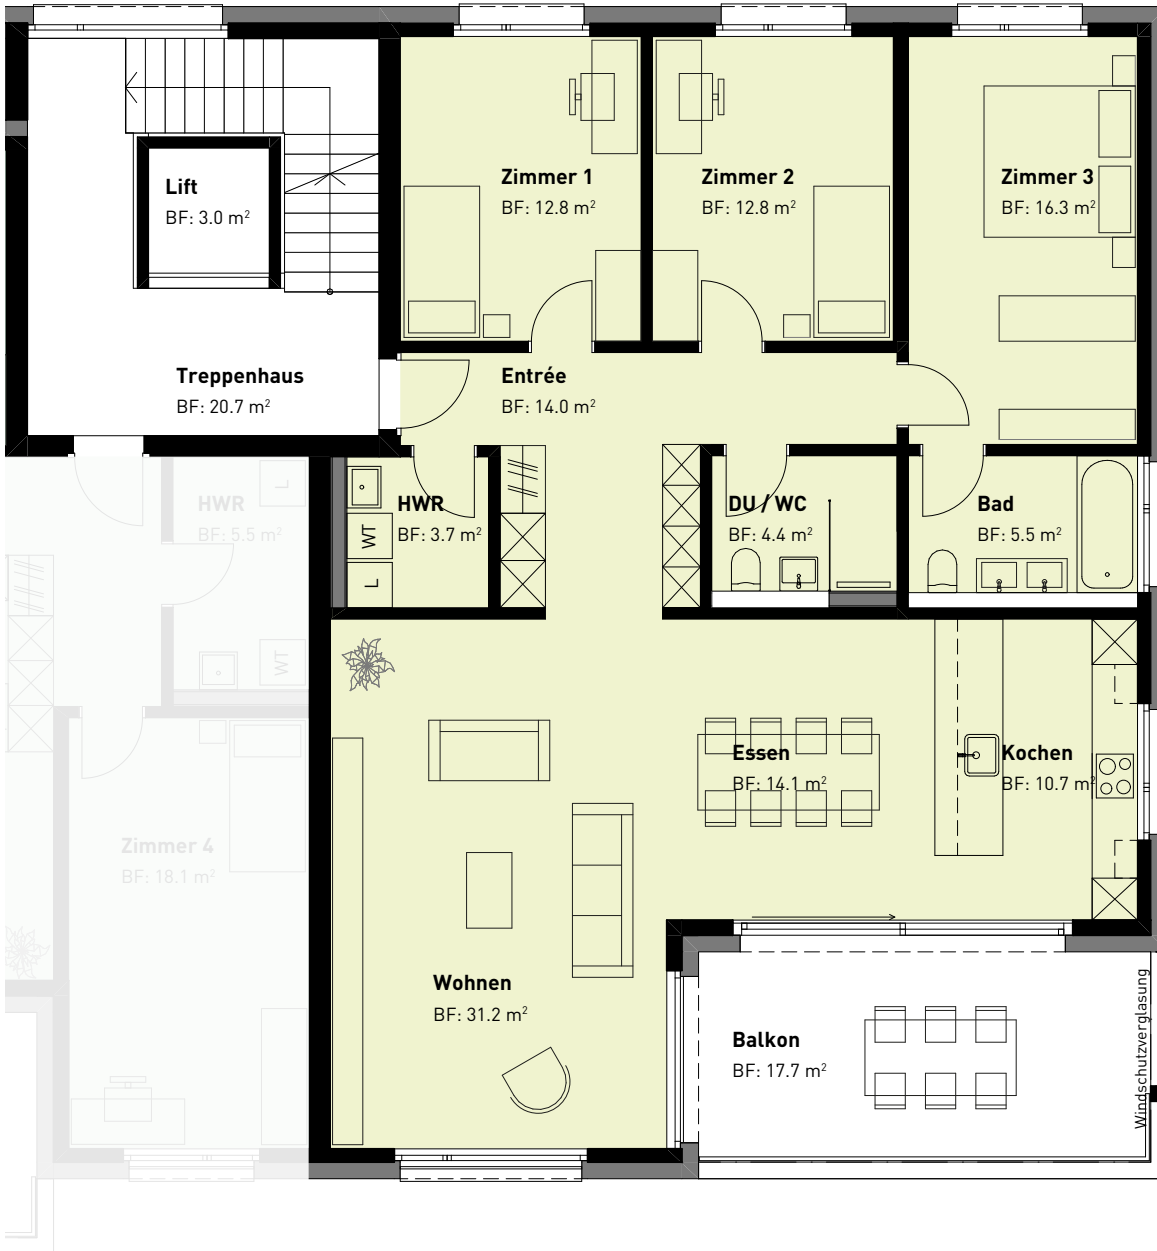 Lift
BF: 3.0 m²
Zimmer 1
BF: 12.8 m²
Zimmer 2
BF: 12.8 m²
Zimmer 3
BF: 16.3 m²
Treppenhaus
BF: 20.7 m²
Entrée
BF: 14.0 m²
HWR
BF: 5.5 m²
L
WT
HWR
BF: 3.7 m²
WT
L
DU / WC
BF: 4.4 m²
Bad
BF: 5.5 m²
Zimmer 4
BF: 18.1 m²
Essen
BF: 14.1 m²
Kochen
BF: 10.7 m²
Wohnen
BF: 31.2 m²
Balkon
BF: 17.7 m²
Windschutzverglasung